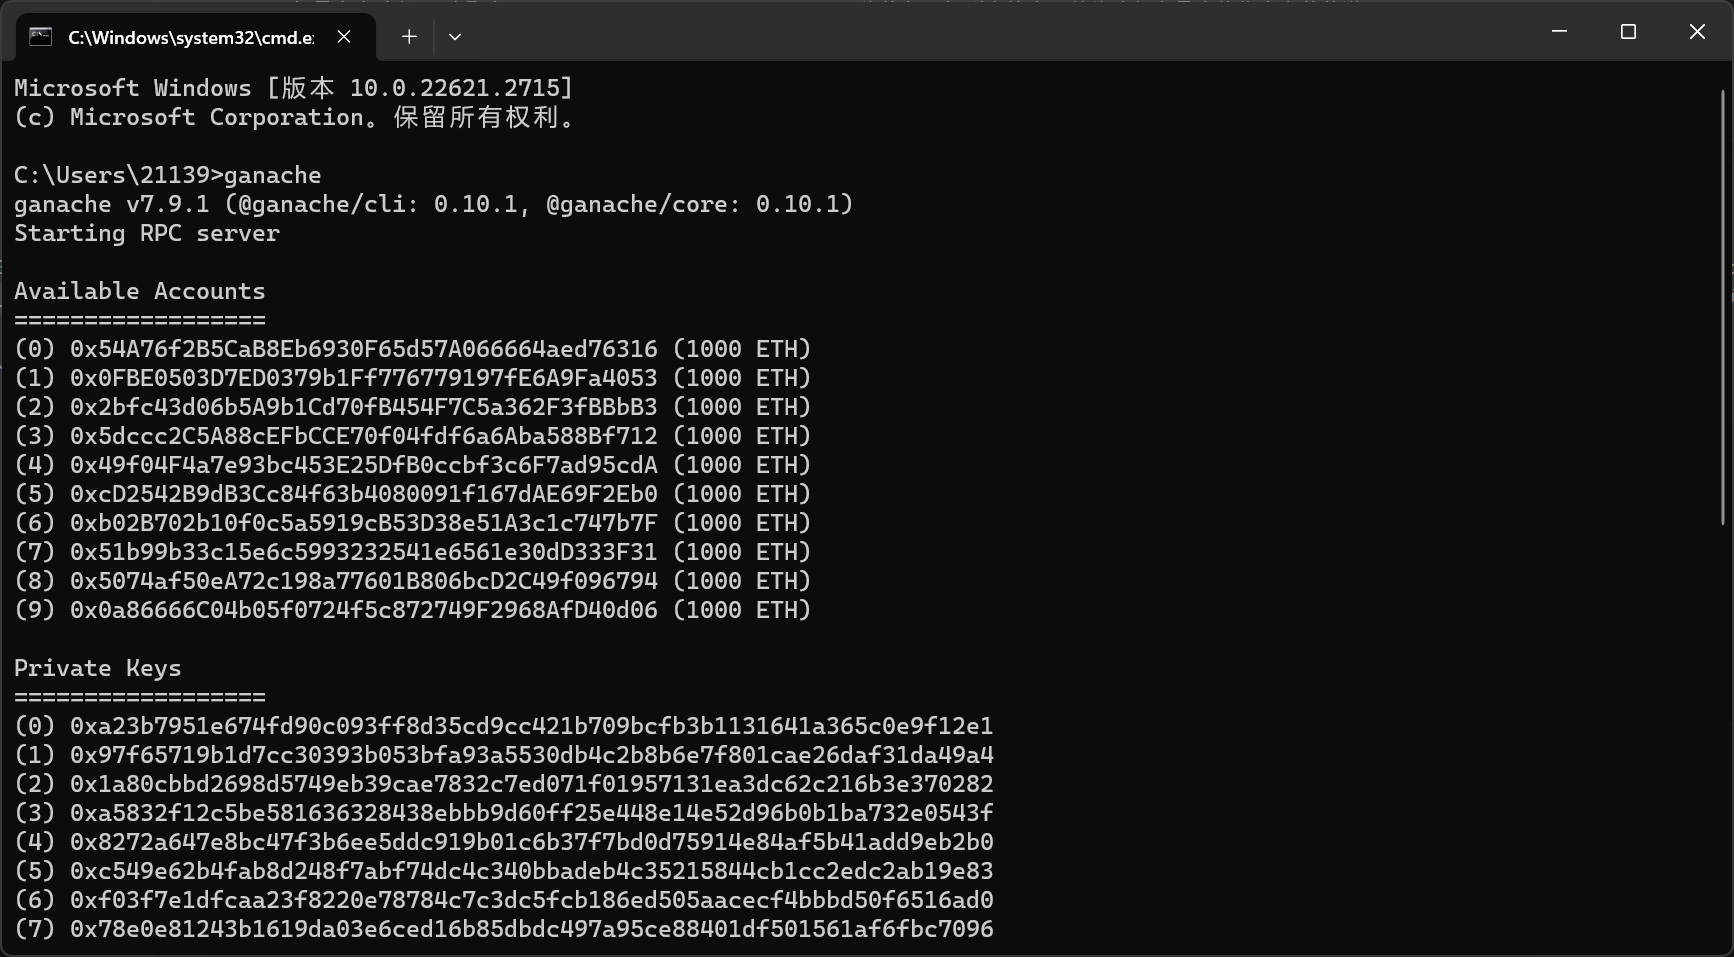 C:\Windows\system32\cmd.e
Microsoft Windows [版本 10.0.22621.2715]
(c) Microsoft Corporation。保留所有权利。
C:\Users\21139>ganache
ganache v7.9.1 (@ganache/cli: 0.10.1, @ganache/core: 0.10.1)
Starting RPC server
Available Accounts
==================
(0) 0x54A76f2B5CaB8Eb6930F65d57A066664aed76316 (1000 ETH)
(1) 0x0FBE0503D7ED0379b1Ff776779197fE6A9Fa4053 (1000 ETH)
(2) 0x2bfc43d06b5A9b1Cd70fB454F7C5a362F3fBBbB3 (1000 ETH)
(3) 0x5dccc2C5A88cEFbCCE70f04fdf6a6Aba588Bf712 (1000 ETH)
(4) 0x49f04F4a7e93bc453E25DfB0ccbf3c6F7ad95cdA (1000 ETH)
(5) 0xcD2542B9dB3Cc84f63b4080091f167dAE69F2Eb0 (1000 ETH)
(6) 0xb02B702b10f0c5a5919cB53D38e51A3c1c747b7F (1000 ETH)
(7) 0x51b99b33c15e6c5993232541e6561e30dD333F31 (1000 ETH)
(8) 0x5074af50eA72c198a77601B806bcD2C49f096794 (1000 ETH)
(9) 0x0a86666C04b05f0724f5c872749F2968AfD40d06 (1000 ETH)
Private Keys
==================
(0) 0xa23b7951e674fd90c093ff8d35cd9cc421b709bcfb3b1131641a365c0e9f12e1
(1) 0x97f65719b1d7cc30393b053bfa93a5530db4c2b8b6e7f801cae26daf31da49a4
(2) 0x1a80cbbd2698d5749eb39cae7832c7ed071f01957131ea3dc62c216b3e370282
(3) 0xa5832f12c5be581636328438ebbb9d60ff25e448e14e52d96b0b1ba732e0543f
(4) 0x8272a647e8bc47f3b6ee5ddc919b01c6b37f7bd0d75914e84af5b41add9eb2b0
(5) 0xc549e62b4fab8d248f7abf74dc4c340bbadeb4c35215844cb1cc2edc2ab19e83
(6) 0xf03f7e1dfcaa23f8220e78784c7c3dc5fcb186ed505aacecf4bbbd50f6516ad0
(7) 0x78e0e81243b1619da03e6ced16b85dbdc497a95ce88401df501561af6fbc7096